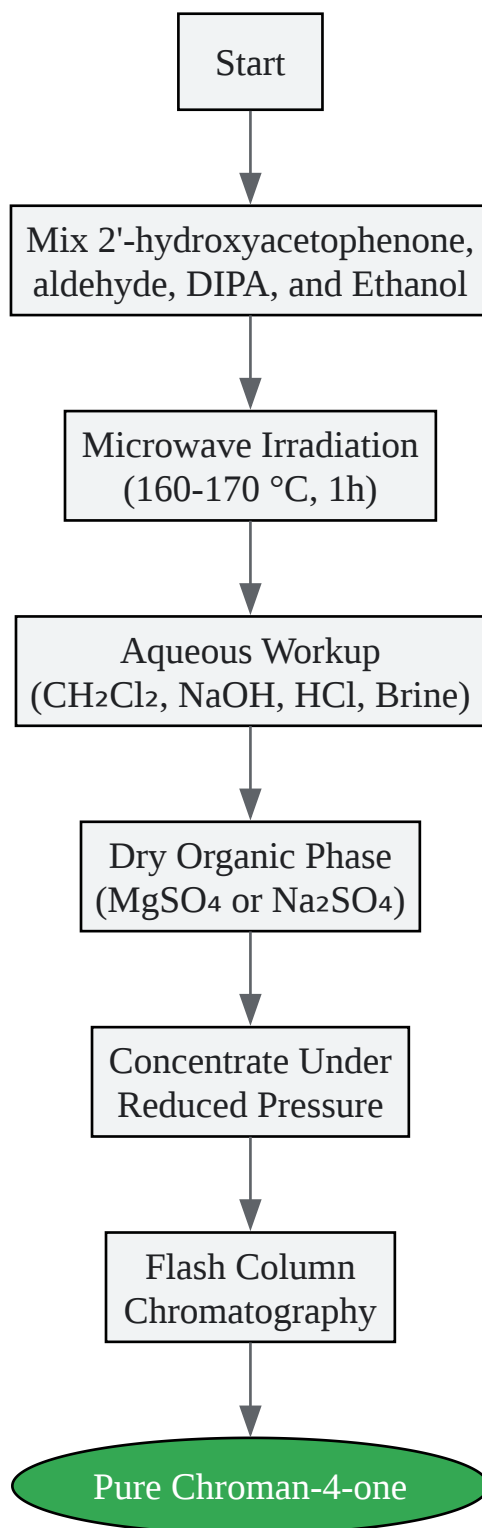 Start
Mix 2'-hydroxyacetophenone,
aldehyde, DIPA, and Ethanol
Microwave Irradiation
(160-170 °C, 1h)
Aqueous Workup
(CH₂Cl₂, NaOH, HCl, Brine)
Dry Organic Phase
(MgSO₄ or Na₂SO₄)
Concentrate Under
Reduced Pressure
Flash Column
Chromatography
Pure Chroman-4-one